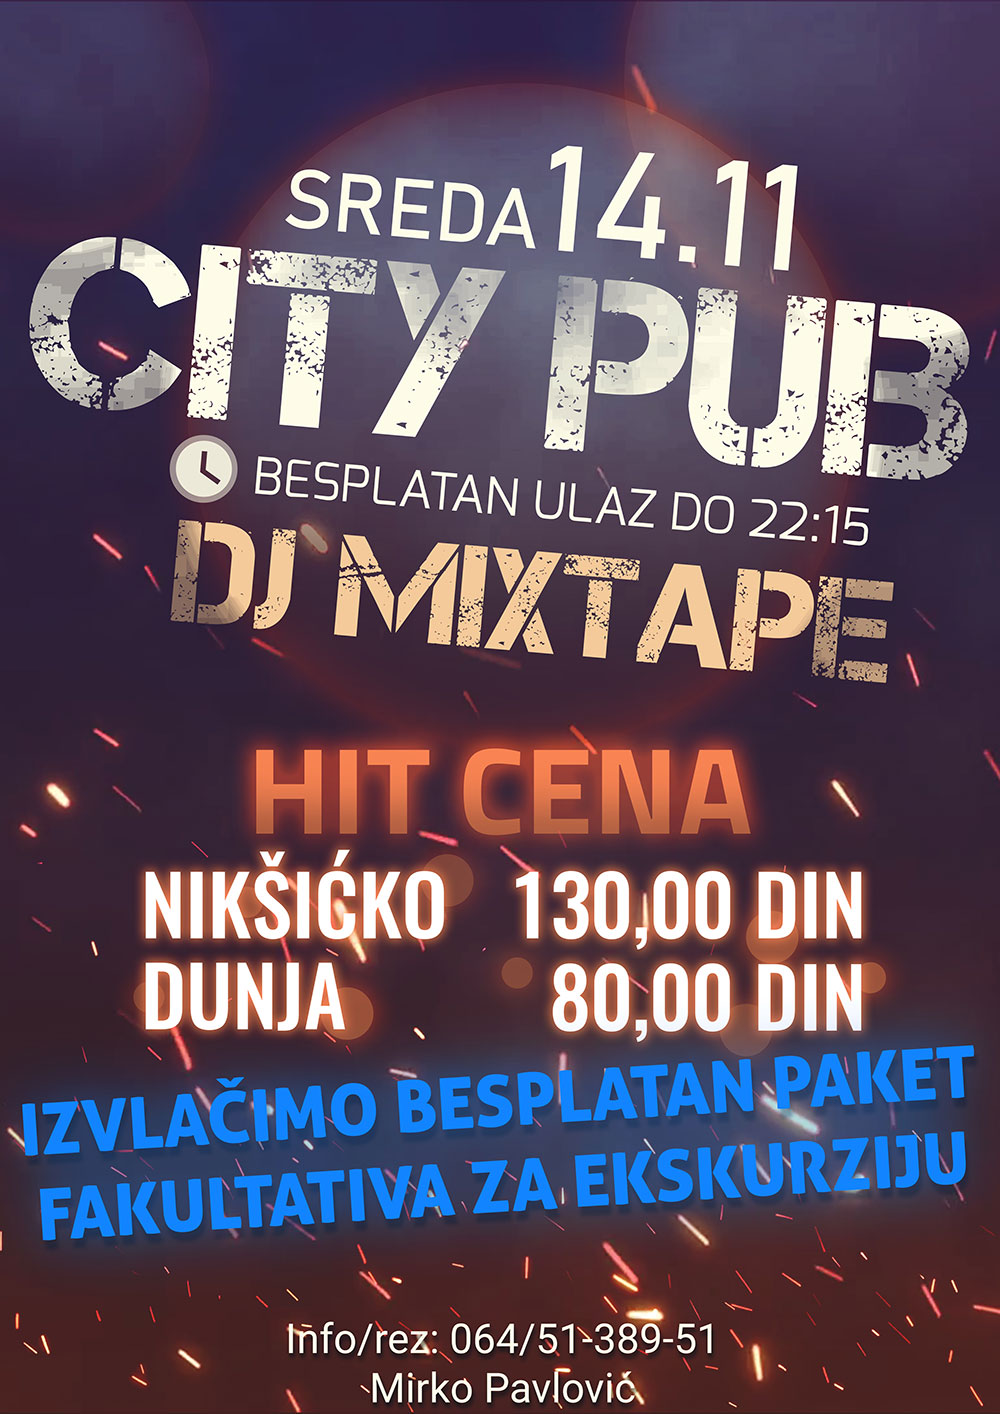 SREDA 14.11
CITY PUB
BESPLATAN ULAZ DO 22:15
DJ MIXTAPE
HIT CENA
NIKŠIĆKO 130,00 DIN
DUNJA 80,00 DIN
IZVLAČIMO BESPLATAN PAKET
FAKULTATIVA ZA EKSKURZIJU
Info/rez: 064/51-389-51
Mirko Pavlović